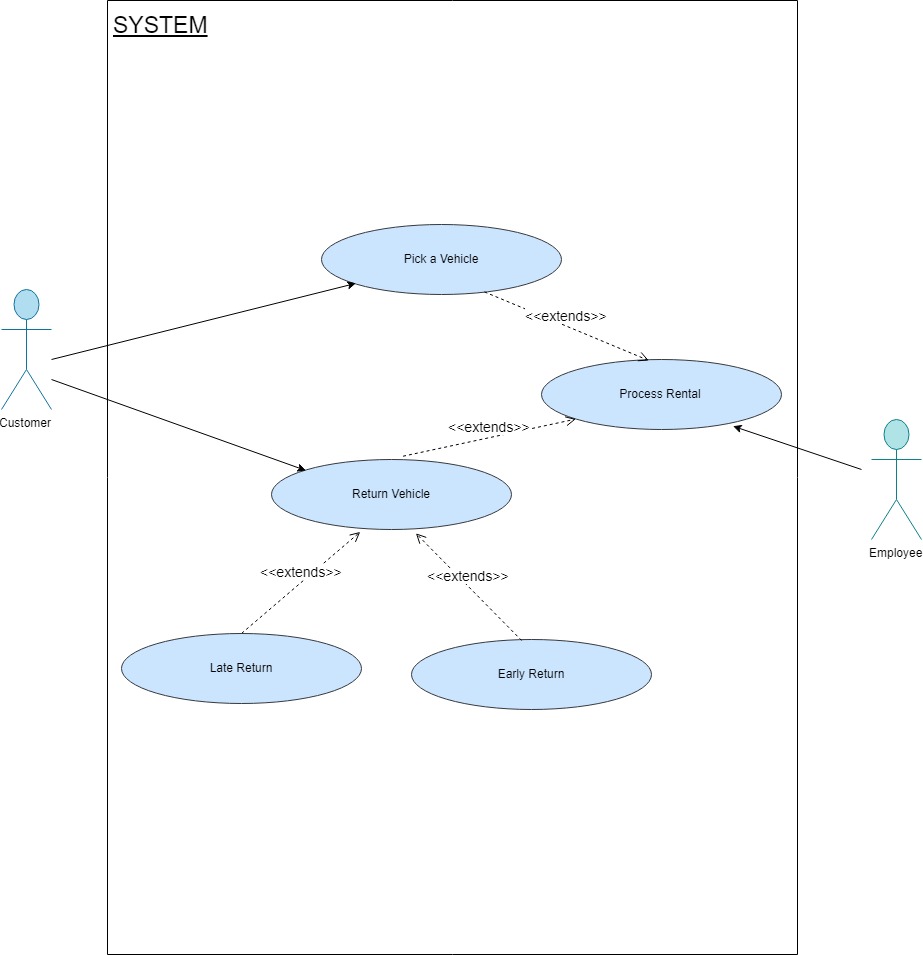 SYSTEM
Pick a Vehicle
<<extends>>
Process Rental
Customer
<<extends>>
Return Vehicle
Employee
<<extends>>
<<extends>>
Late Return
Early Return